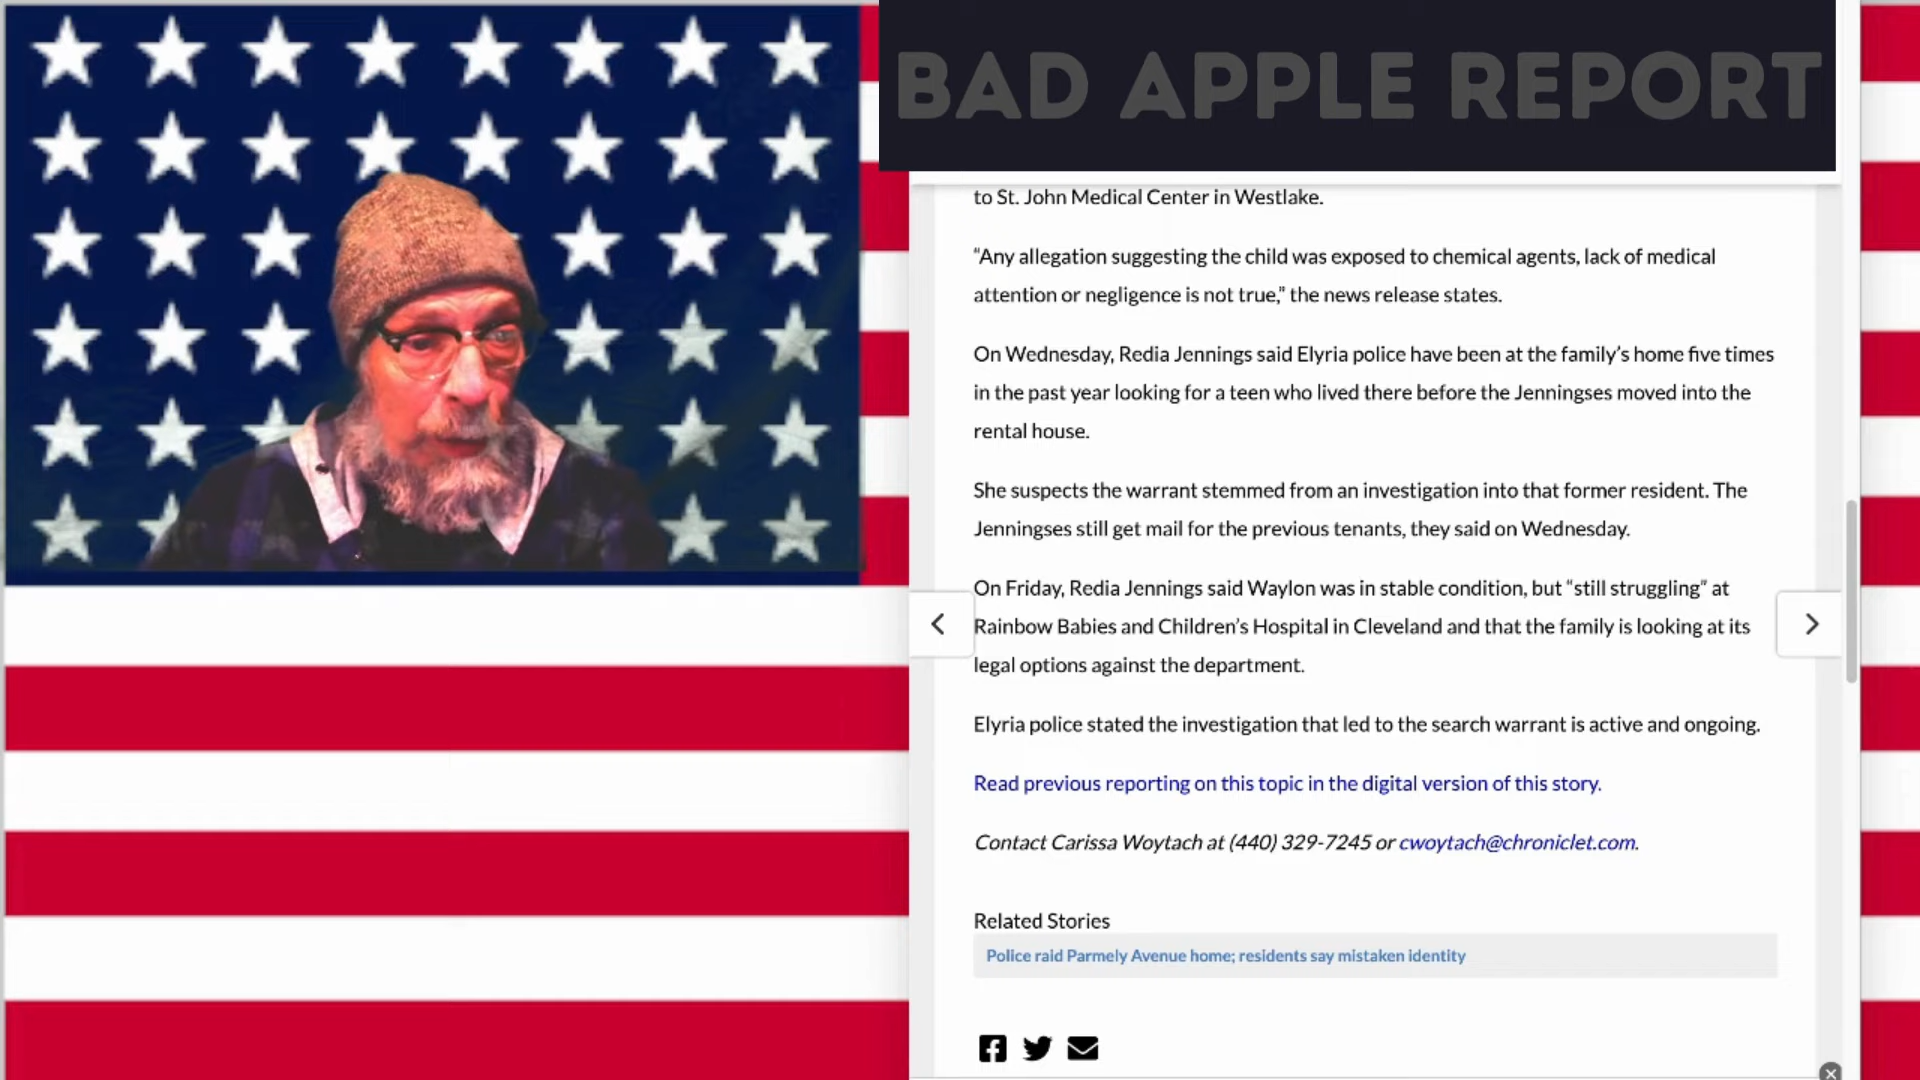 BAD APPLE REPORT
to St. John Medical Center in Westlake.
“Any allegation suggesting the child was exposed to chemical agents, lack of medical
attention or negligence is not true,” the news release states.
On Wednesday, Redia Jennings said Elyria police have been at the family’s home five times
in the past year looking for a teen who lived there before the Jenningses moved into the
rental house.
She suspects the warrant stemmed from an investigation into that former resident. The
Jenningses still get mail for the previous tenants, they said on Wednesday.
On Friday, Redia Jennings said Waylon was in stable condition, but “still struggling” at
Rainbow Babies and Children’s Hospital in Cleveland and that the family is looking at its
legal options against the department.
Elyria police stated the investigation that led to the search warrant is active and ongoing.
Read previous reporting on this topic in the digital version of this story.
Contact Carissa Woytach at (440) 329-7245 or cwoytach@chroniclet.com.
Related Stories
Police raid Parmely Avenue home; residents say mistaken identity